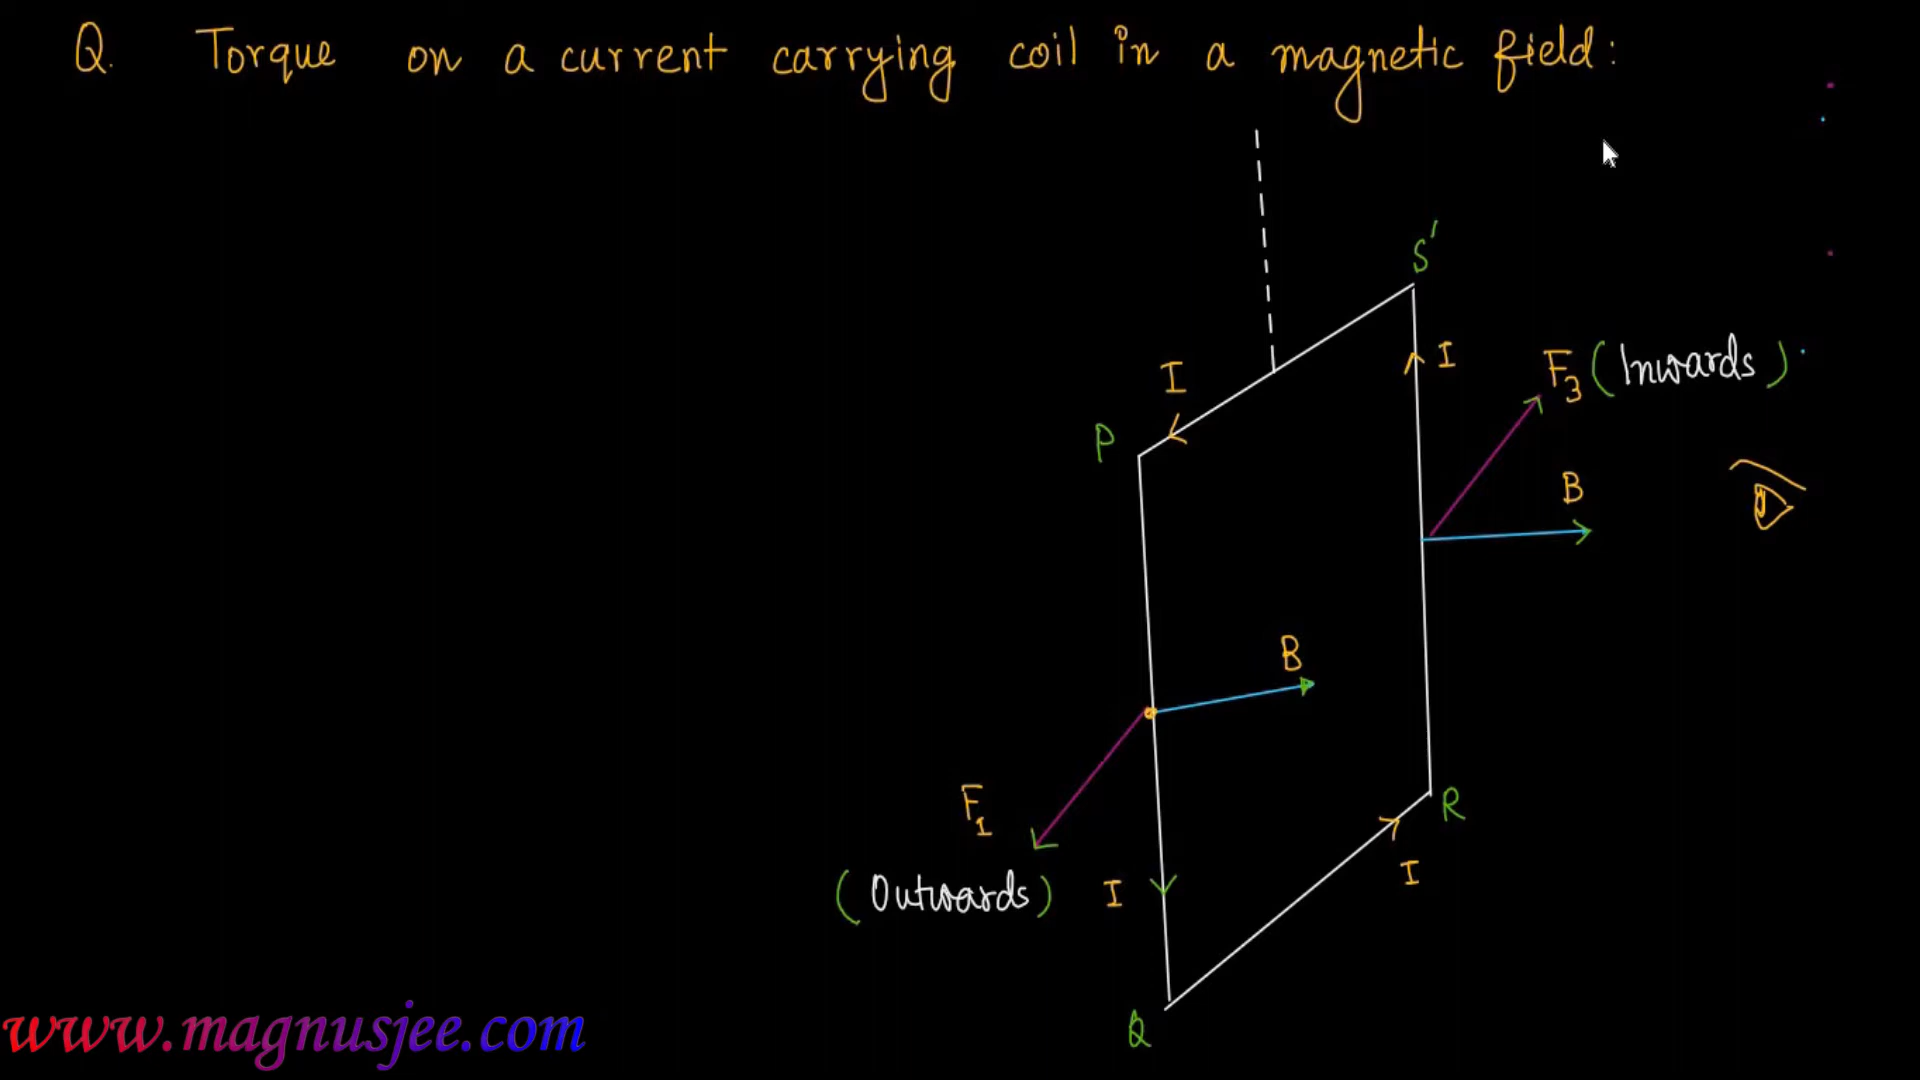 Q. Torque on a current carrying coil in a magnetic field:
S'
I
I
F3 (Inwards)
P
B
B
F1
R
(Outwards)
I
I
Q
www.magnusjee.com